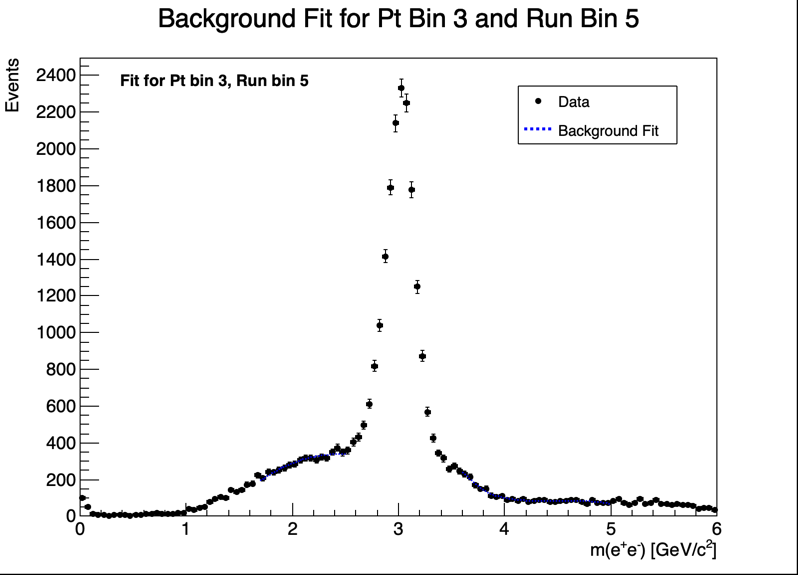 Background Fit for Pt Bin 3 and Run Bin 5
Events
Fit for Pt bin 3, Run bin 5
Data
Background Fit
2400
2200
2000
1800
1600
1400
1200
1000
800
600
400
200
0
0 1 2 3 4 5 6
m(e⁺e⁻) [GeV/c²]